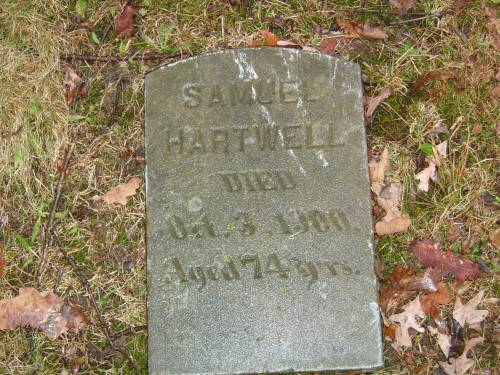 SAMUEL
HARTWELL
DIED
Oct. 3, 1900.
Aged 74 yrs.